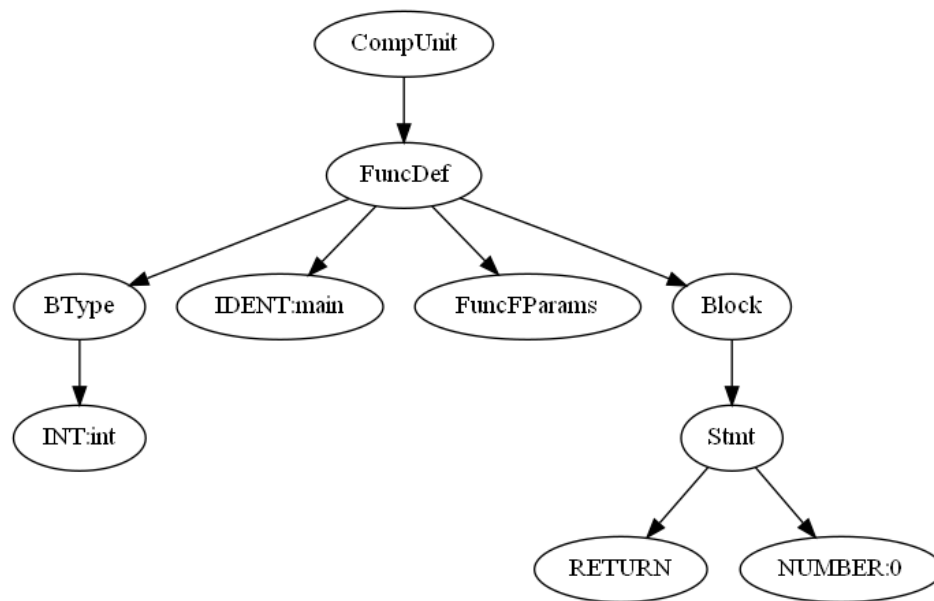 CompUnit
FuncDef
BType
IDENT:main
FuncFParams
Block
INT:int
Stmt
RETURN
NUMBER:0